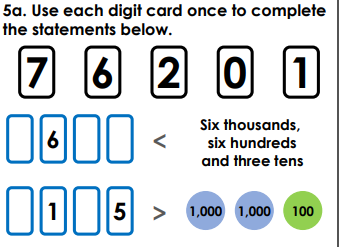 5a. Use each digit card once to complete
the statements below.
7 6 2 0 1
6 < Six thousands,
six hundreds
and three tens
1 5 > 1,000 1,000 100